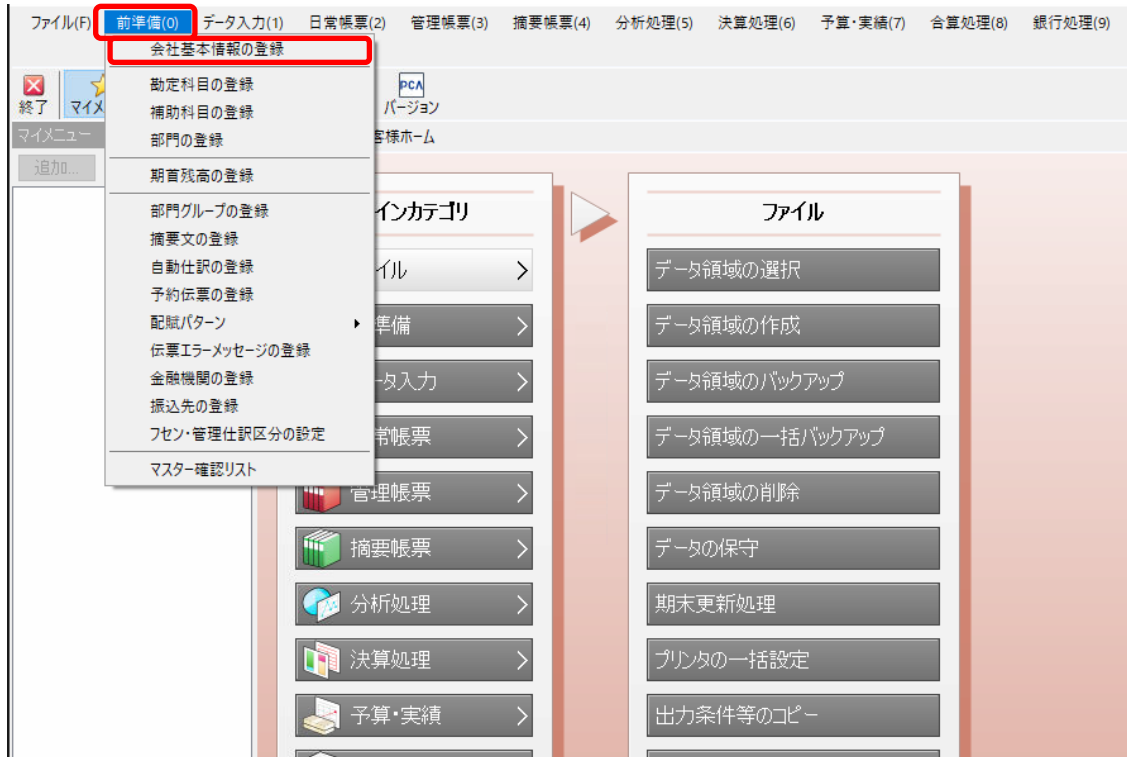 ファイル(F) 前準備(0) データ入力(1) 日常帳票(2) 管理帳票(3) 摘要帳票(4) 分析処理(5) 決算処理(6) 予算・実績(7) 合算処理(8) 銀行処理(9)
会社基本情報の登録
勘定科目の登録
補助科目の登録
部門の登録
期首残高の登録
部門グループの登録
摘要文の登録
自動仕訳の登録
予約伝票の登録
配賦パターン
伝票エラーメッセージの登録
金融機関の登録
振込先の登録
フセン・管理仕訳区分の設定
マスター確認リスト
終了
マイメ
PCA
バージョン
マイメニュー
客様ホーム
追加...
インカテゴリ
イル
準備
ータ入力
常帳票
管理帳票
摘要帳票
分析処理
決算処理
予算・実績
ファイル
データ領域の選択
データ領域の作成
データ領域のバックアップ
データ領域の一括バックアップ
データ領域の削除
データの保守
期末更新処理
プリンタの一括設定
出力条件等のコピー